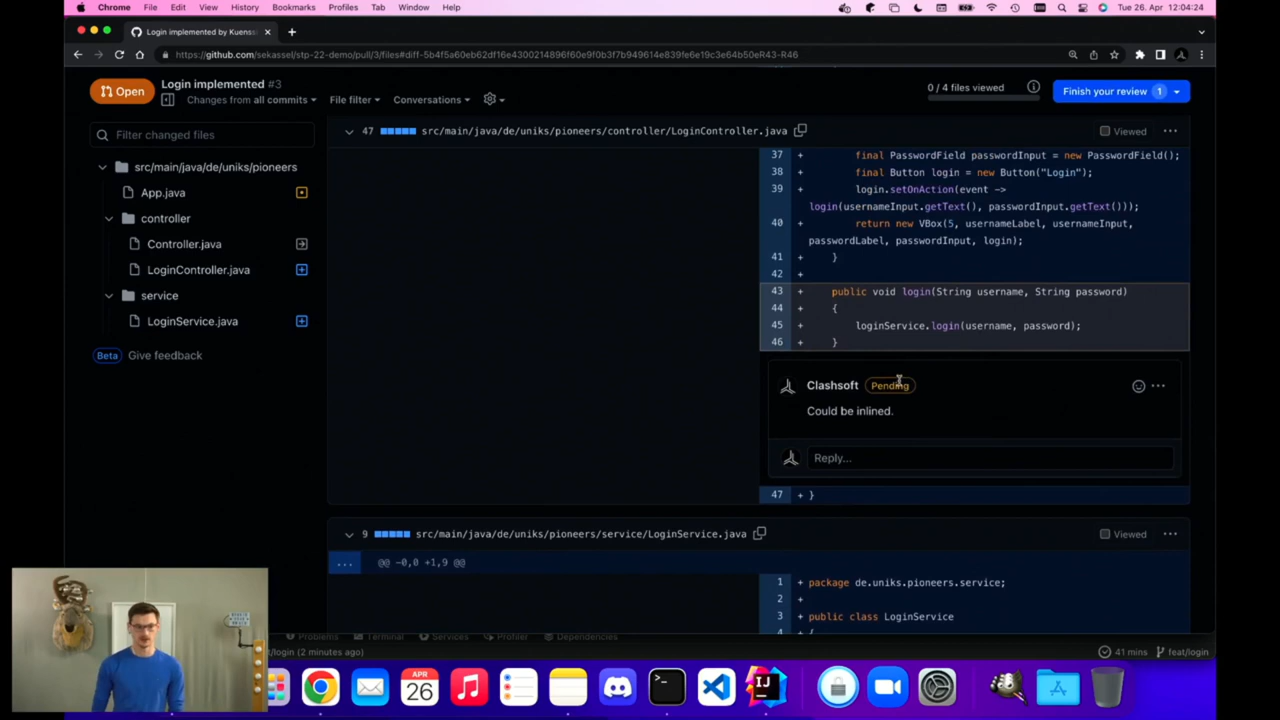 Chrome File Edit View History Bookmarks Profiles Tab Window Help Tue 26. Apr 12:04:24
Login implemented by Kuenss
https://github.com/sekassel/stp-22-demo/pull/3/files#diff-5b4f5a60eb62df16e4300214896f60e9f0b3f7b949614e839fe6e19c3e64b50eR43-R46
Open
Login implemented #3
Changes from all commits File filter Conversations
0 / 4 files viewed
Finish your review 1
Filter changed files
src/main/java/de/uniks/pioneers
App.java
controller
Controller.java
LoginController.java
service
LoginService.java
Beta Give feedback
47 src/main/java/de/uniks/pioneers/controller/LoginController.java Viewed
37 + final PasswordField passwordInput = new PasswordField();
38 + final Button login = new Button("Login");
39 + login.setOnAction(event ->
login(usernameInput.getText(), passwordInput.getText()));
40 + return new VBox(5, usernameLabel, usernameInput,
passwordLabel, passwordInput, login);
41 + }
42 +
43 + public void login(String username, String password)
44 + {
45 + loginService.login(username, password);
46 + }
Clashsoft Pending
Could be inlined.
Reply...
47 + }
9 src/main/java/de/uniks/pioneers/service/LoginService.java Viewed
... @@ -0,0 +1,9 @@
1 + package de.uniks.pioneers.service;
2 +
3 + public class LoginService
4 + {
Problems Terminal Services Profiler Dependencies
t/login (2 minutes ago) 41 mins feat/login
APR
26